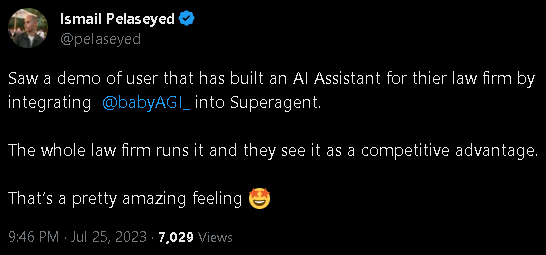 Ismail Pelaseyed
@pelaseyed
Saw a demo of user that has built an AI Assistant for thier law firm by
integrating @babyAGI_ into Superagent.
The whole law firm runs it and they see it as a competitive advantage.
That's a pretty amazing feeling 🤩
9:46 PM · Jul 25, 2023 · 7,029 Views